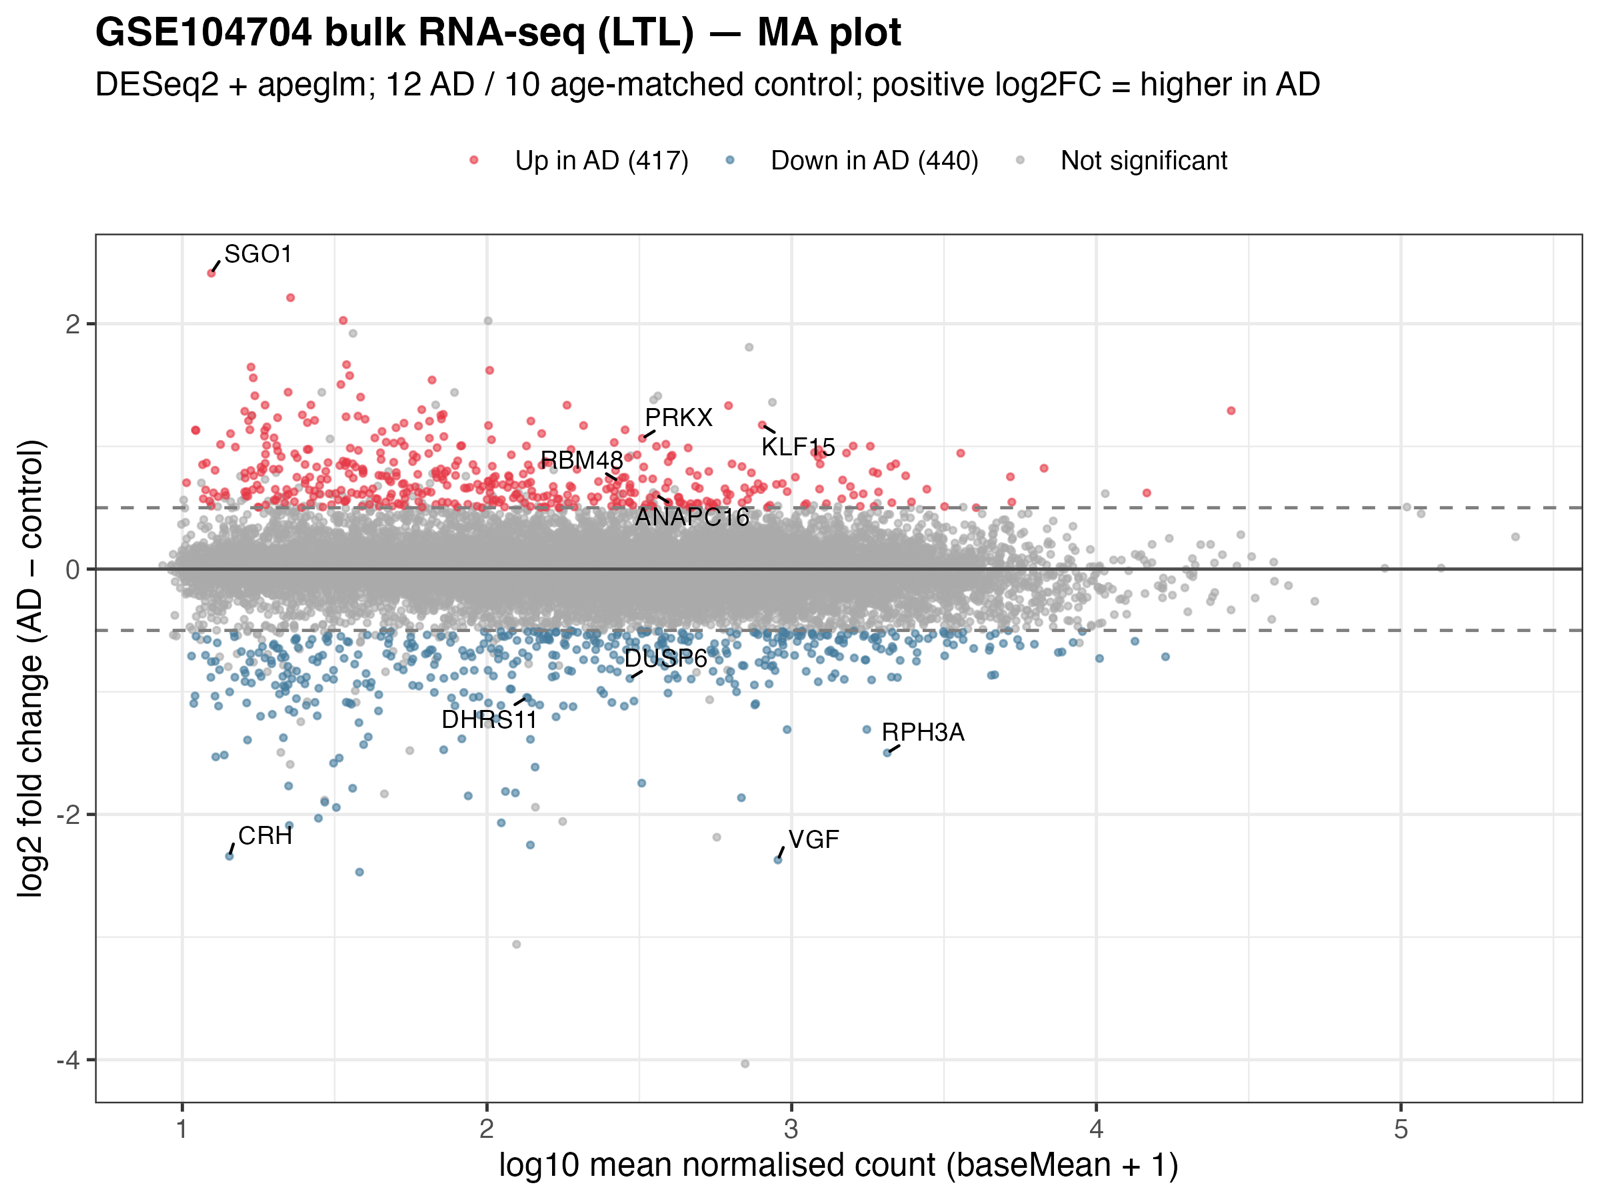 GSE104704 bulk RNA-seq (LTL) — MA plot
DESeq2 + apeglm; 12 AD / 10 age-matched control; positive log2FC = higher in AD
Up in AD (417) Down in AD (440) Not significant
SGO1
PRKX
KLF15
RBM48
ANAPC16
DUSP6
DHRS11
RPH3A
CRH
VGF
2
0
-2
-4
log2 fold change (AD − control)
1 2 3 4 5
log10 mean normalised count (baseMean + 1)